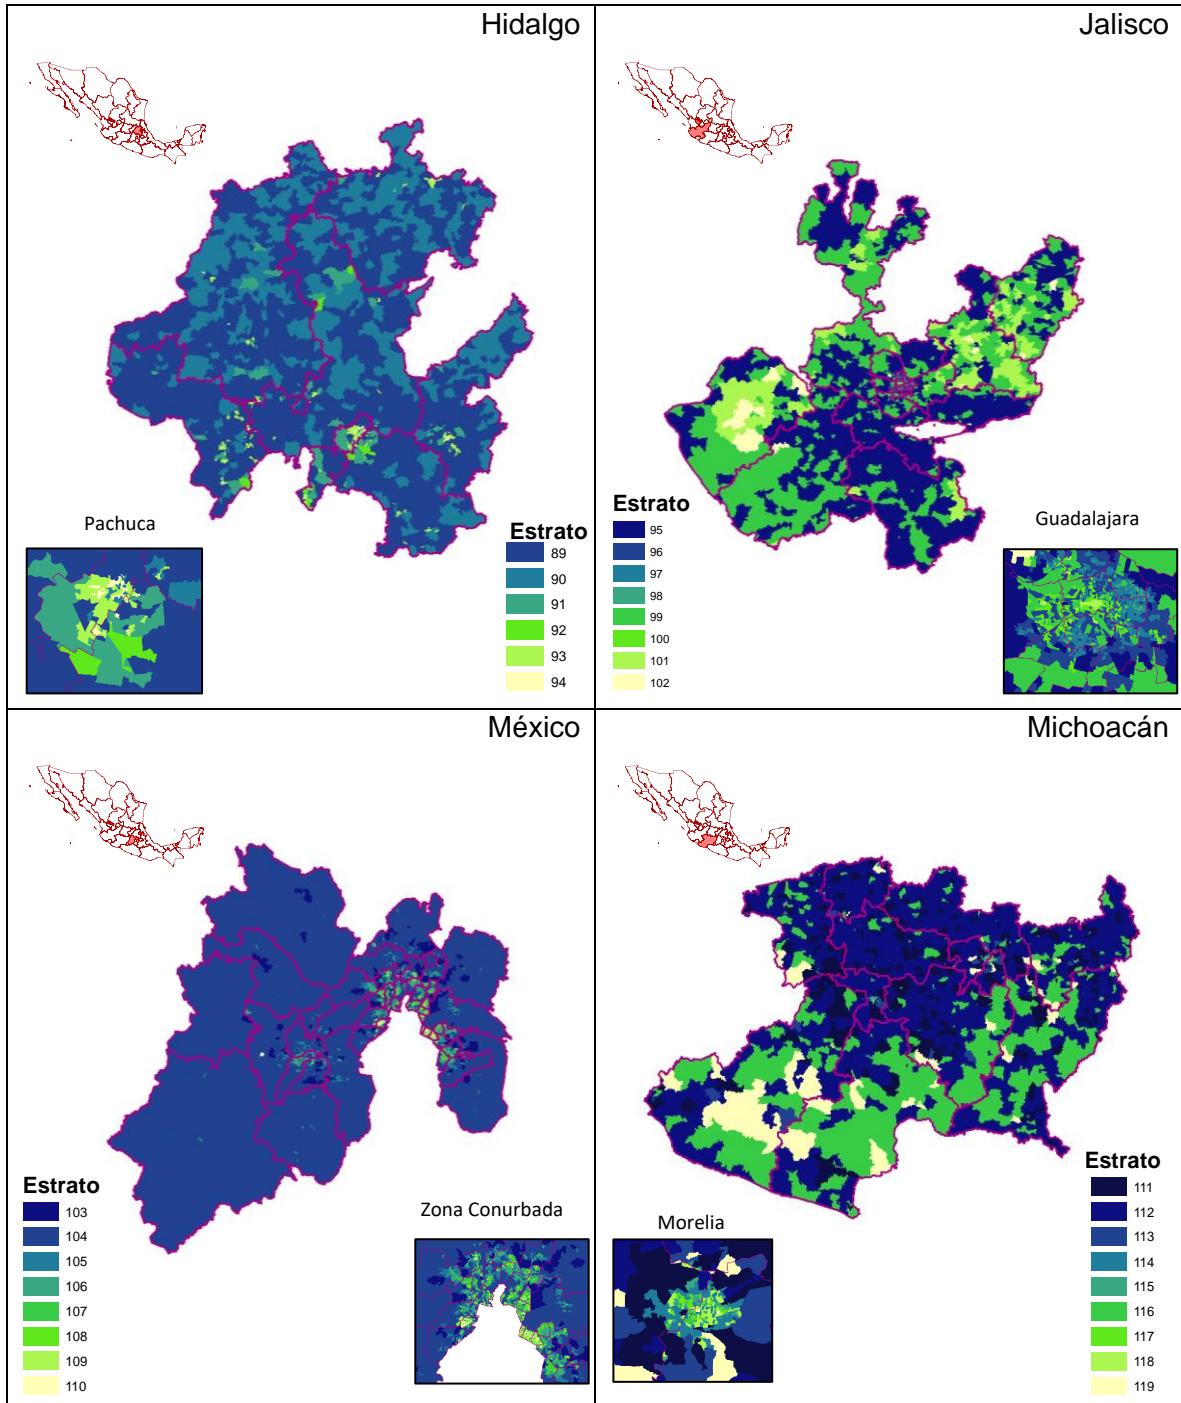 Hidalgo
Pachuca
Estrato
89
90
91
92
93
94
Jalisco
Estrato
95
96
97
98
99
100
101
102
Guadalajara
México
Estrato
103
104
105
106
107
108
109
110
Zona Conurbada
Michoacán
Morelia
Estrato
111
112
113
114
115
116
117
118
119